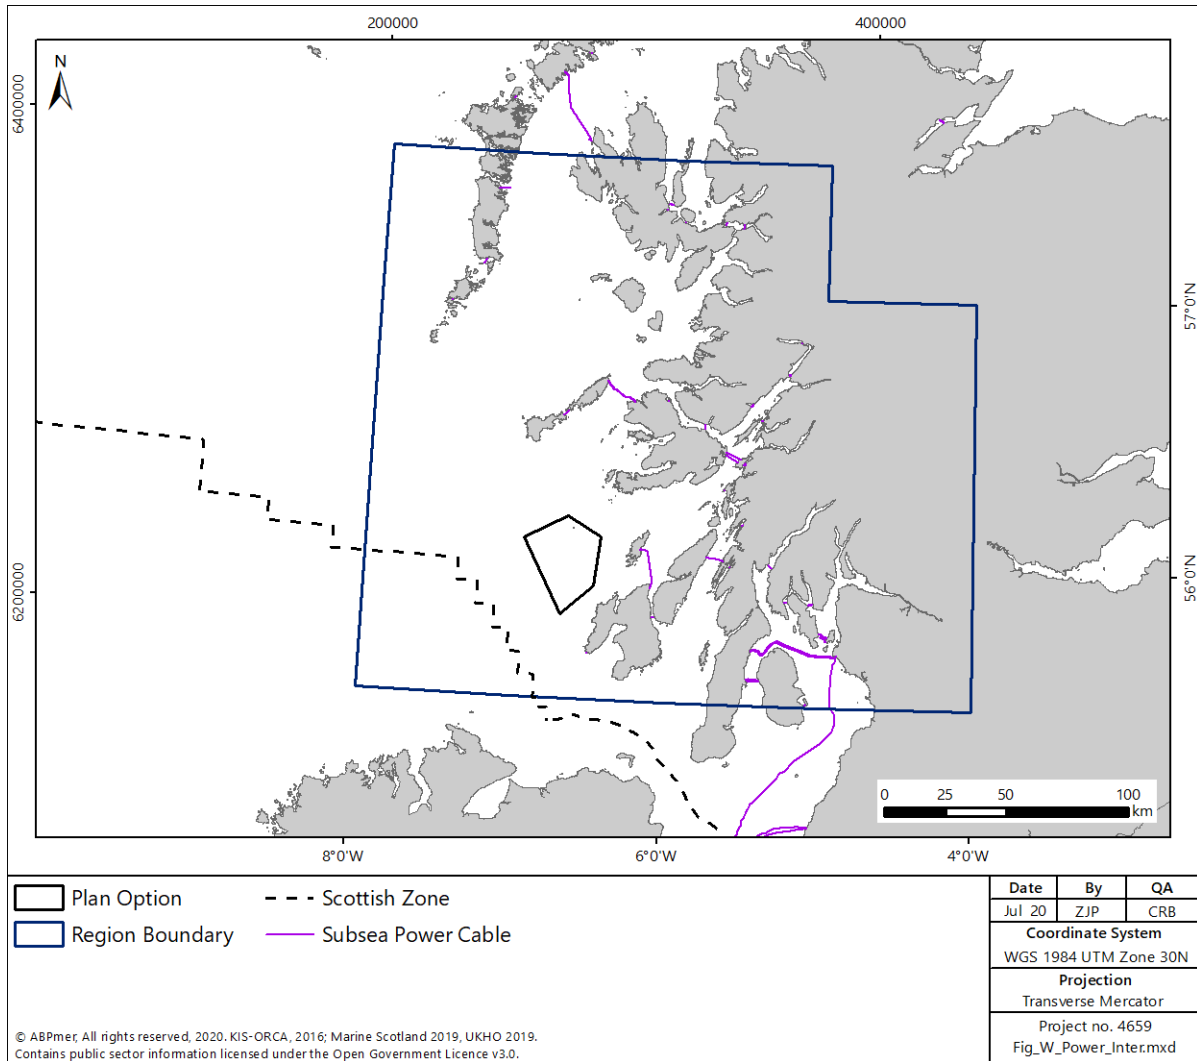 200000 400000
N
6400000
57°0'N
56°0'N
6200000
0 25 50 100
km
8°0'W 6°0'W 4°0'W
Plan Option
Scottish Zone
Region Boundary
Subsea Power Cable
Date By QA
Jul 20 ZJP CRB
Coordinate System
WGS 1984 UTM Zone 30N
Projection
Transverse Mercator
Project no. 4659
Fig_W_Power_Inter.mxd
© ABPmer, All rights reserved, 2020. KIS-ORCA, 2016; Marine Scotland 2019, UKHO 2019.
Contains public sector information licensed under the Open Government Licence v3.0.